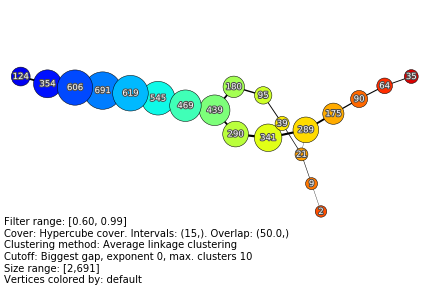 124 354 606 691 619 545 469 439 180 95 35
64
90
175
39 289
290 341
21
9
2
Filter range: [0.60, 0.99]
Cover: Hypercube cover. Intervals: (15,). Overlap: (50.0,)
Clustering method: Average linkage clustering
Cutoff: Biggest gap, exponent 0, max. clusters 10
Size range: [2,691]
Vertices colored by: default